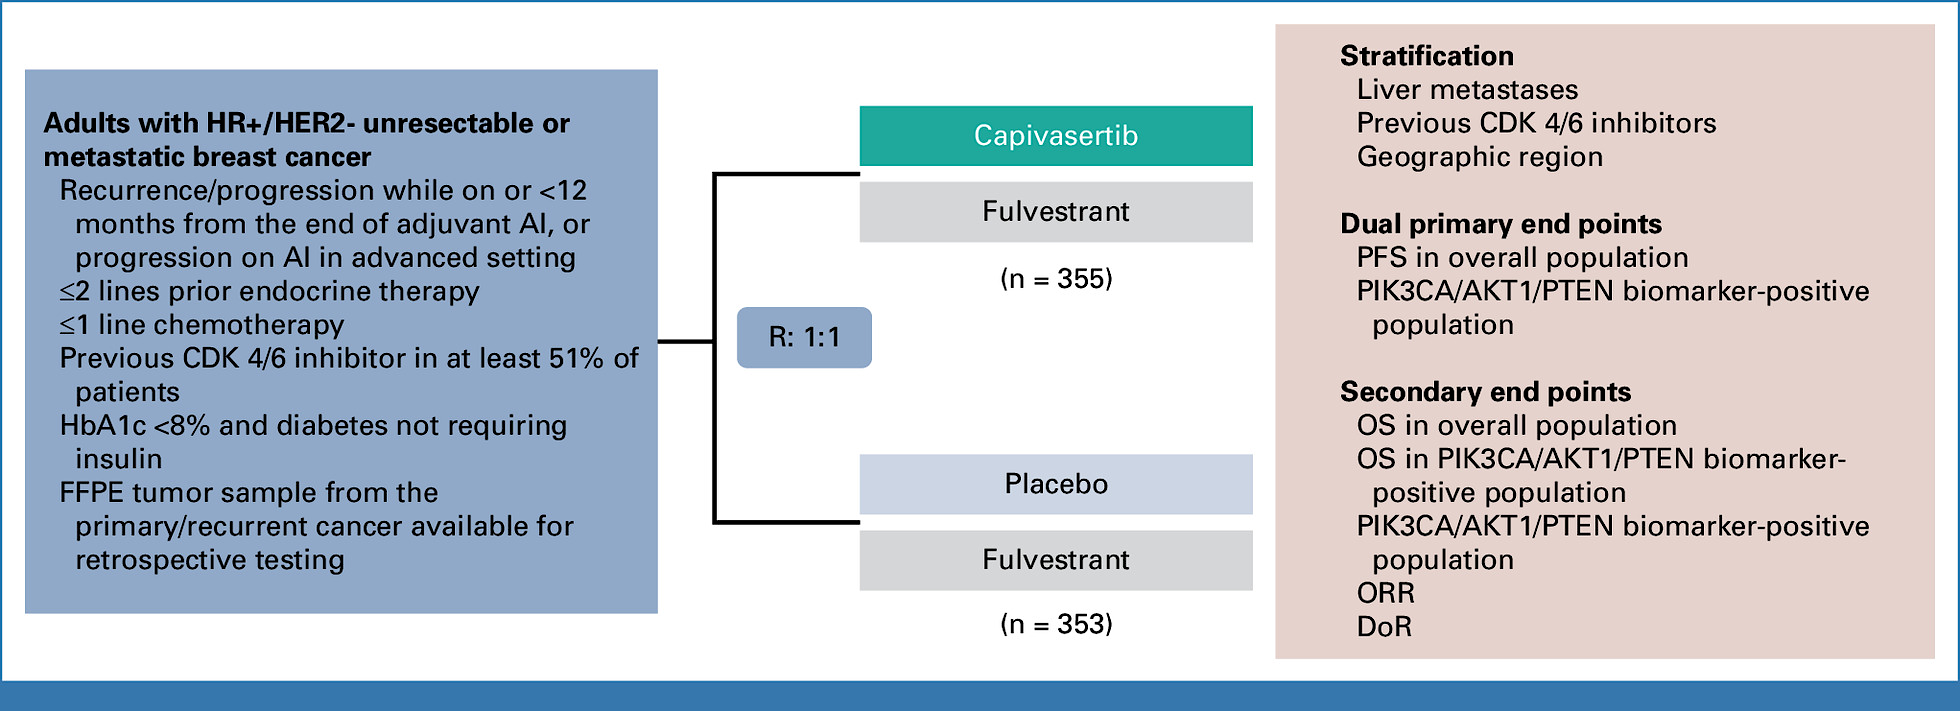 Adults with HR+/HER2- unresectable or
metastatic breast cancer
Recurrence/progression while on or <12
months from the end of adjuvant AI, or
progression on AI in advanced setting
≤2 lines prior endocrine therapy
≤1 line chemotherapy
Previous CDK 4/6 inhibitor in at least 51% of
patients
HbA1c <8% and diabetes not requiring
insulin
FFPE tumor sample from the
primary/recurrent cancer available for
retrospective testing
R: 1:1
Capivasertib
Fulvestrant
(n = 355)
Placebo
Fulvestrant
(n = 353)
Stratification
Liver metastases
Previous CDK 4/6 inhibitors
Geographic region
Dual primary end points
PFS in overall population
PIK3CA/AKT1/PTEN biomarker-positive
population
Secondary end points
OS in overall population
OS in PIK3CA/AKT1/PTEN biomarker-
positive population
PIK3CA/AKT1/PTEN biomarker-positive
population
ORR
DoR